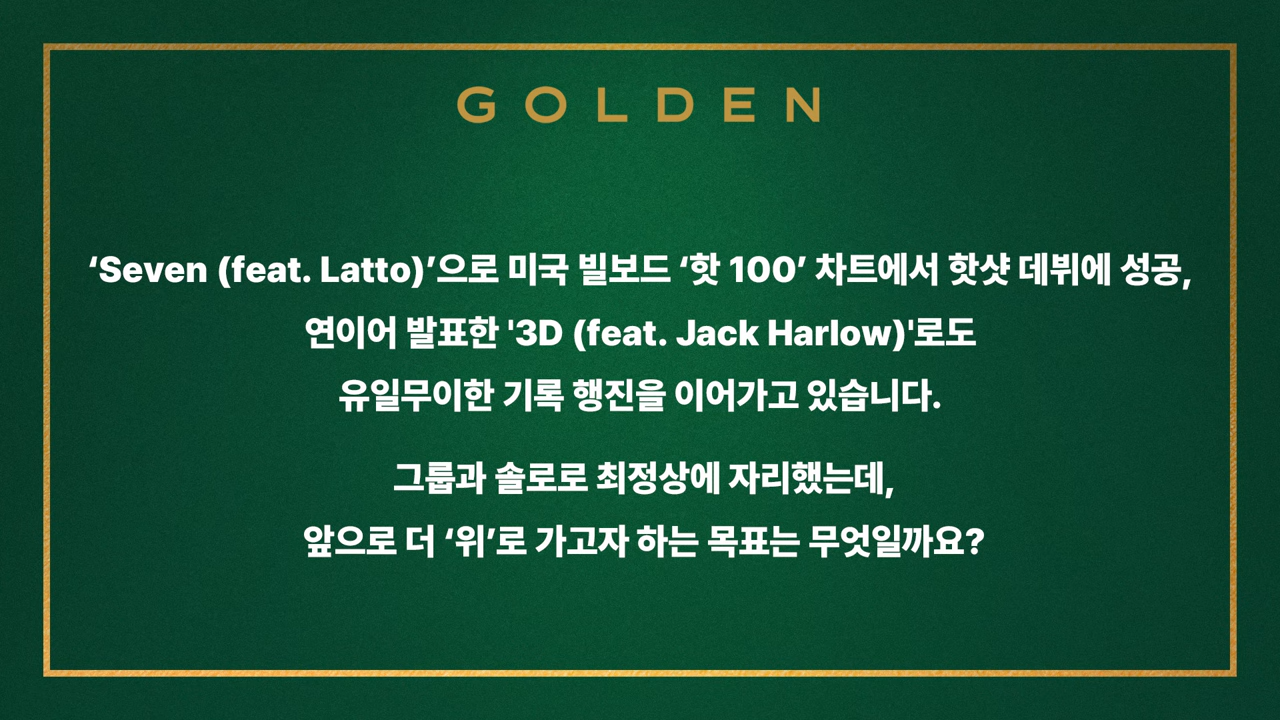 GOLDEN
‘Seven (feat. Latto)’으로 미국 빌보드 ‘핫 100’ 차트에서 핫샷 데뷔에 성공,
연이어 발표한 '3D (feat. Jack Harlow)'로도
유일무이한 기록 행진을 이어가고 있습니다.
그룹과 솔로로 최정상에 자리했는데,
앞으로 더 ‘위’로 가고자 하는 목표는 무엇일까요?